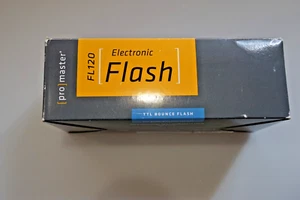 [pro]master®
FL120
Electronic
[Flash]
TTL BOUNCE FLASH